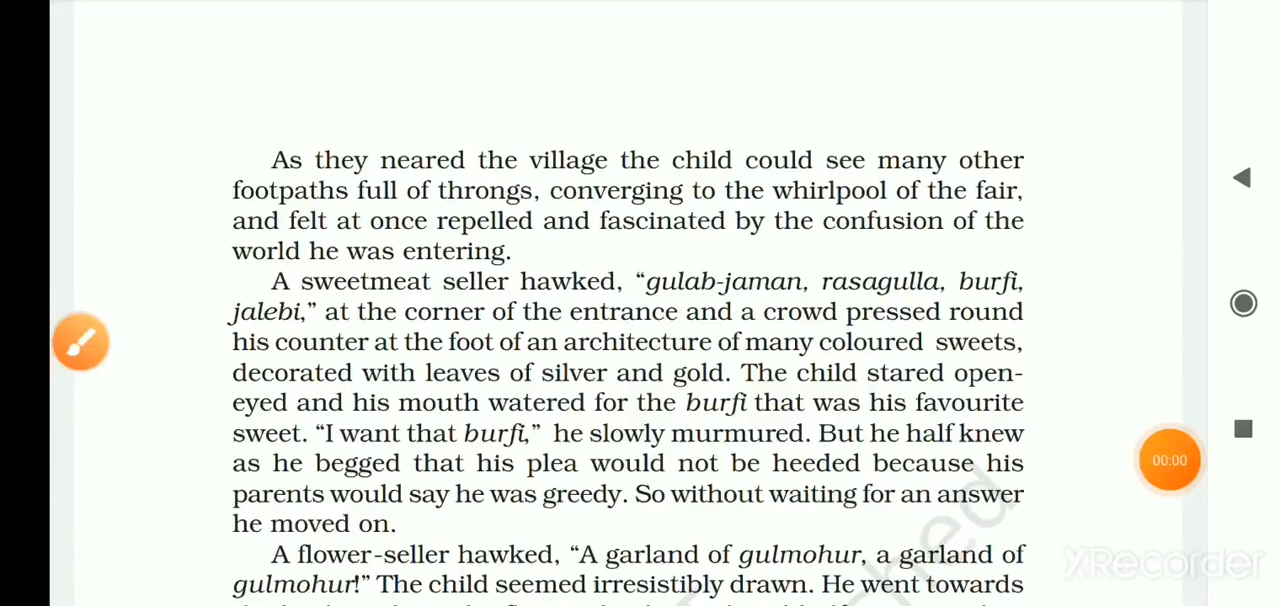 As they neared the village the child could see many other
footpaths full of throngs, converging to the whirlpool of the fair,
and felt at once repelled and fascinated by the confusion of the
world he was entering.
A sweetmeat seller hawked, “gulab-jaman, rasagulla, burfi,
jalebi,” at the corner of the entrance and a crowd pressed round
his counter at the foot of an architecture of many coloured sweets,
decorated with leaves of silver and gold. The child stared open-
eyed and his mouth watered for the burfi that was his favourite
sweet. “I want that burfi,” he slowly murmured. But he half knew
as he begged that his plea would not be heeded because his
parents would say he was greedy. So without waiting for an answer
he moved on.
A flower-seller hawked, “A garland of gulmohur, a garland of
gulmohur!” The child seemed irresistibly drawn. He went towards
00:00
XRecorder